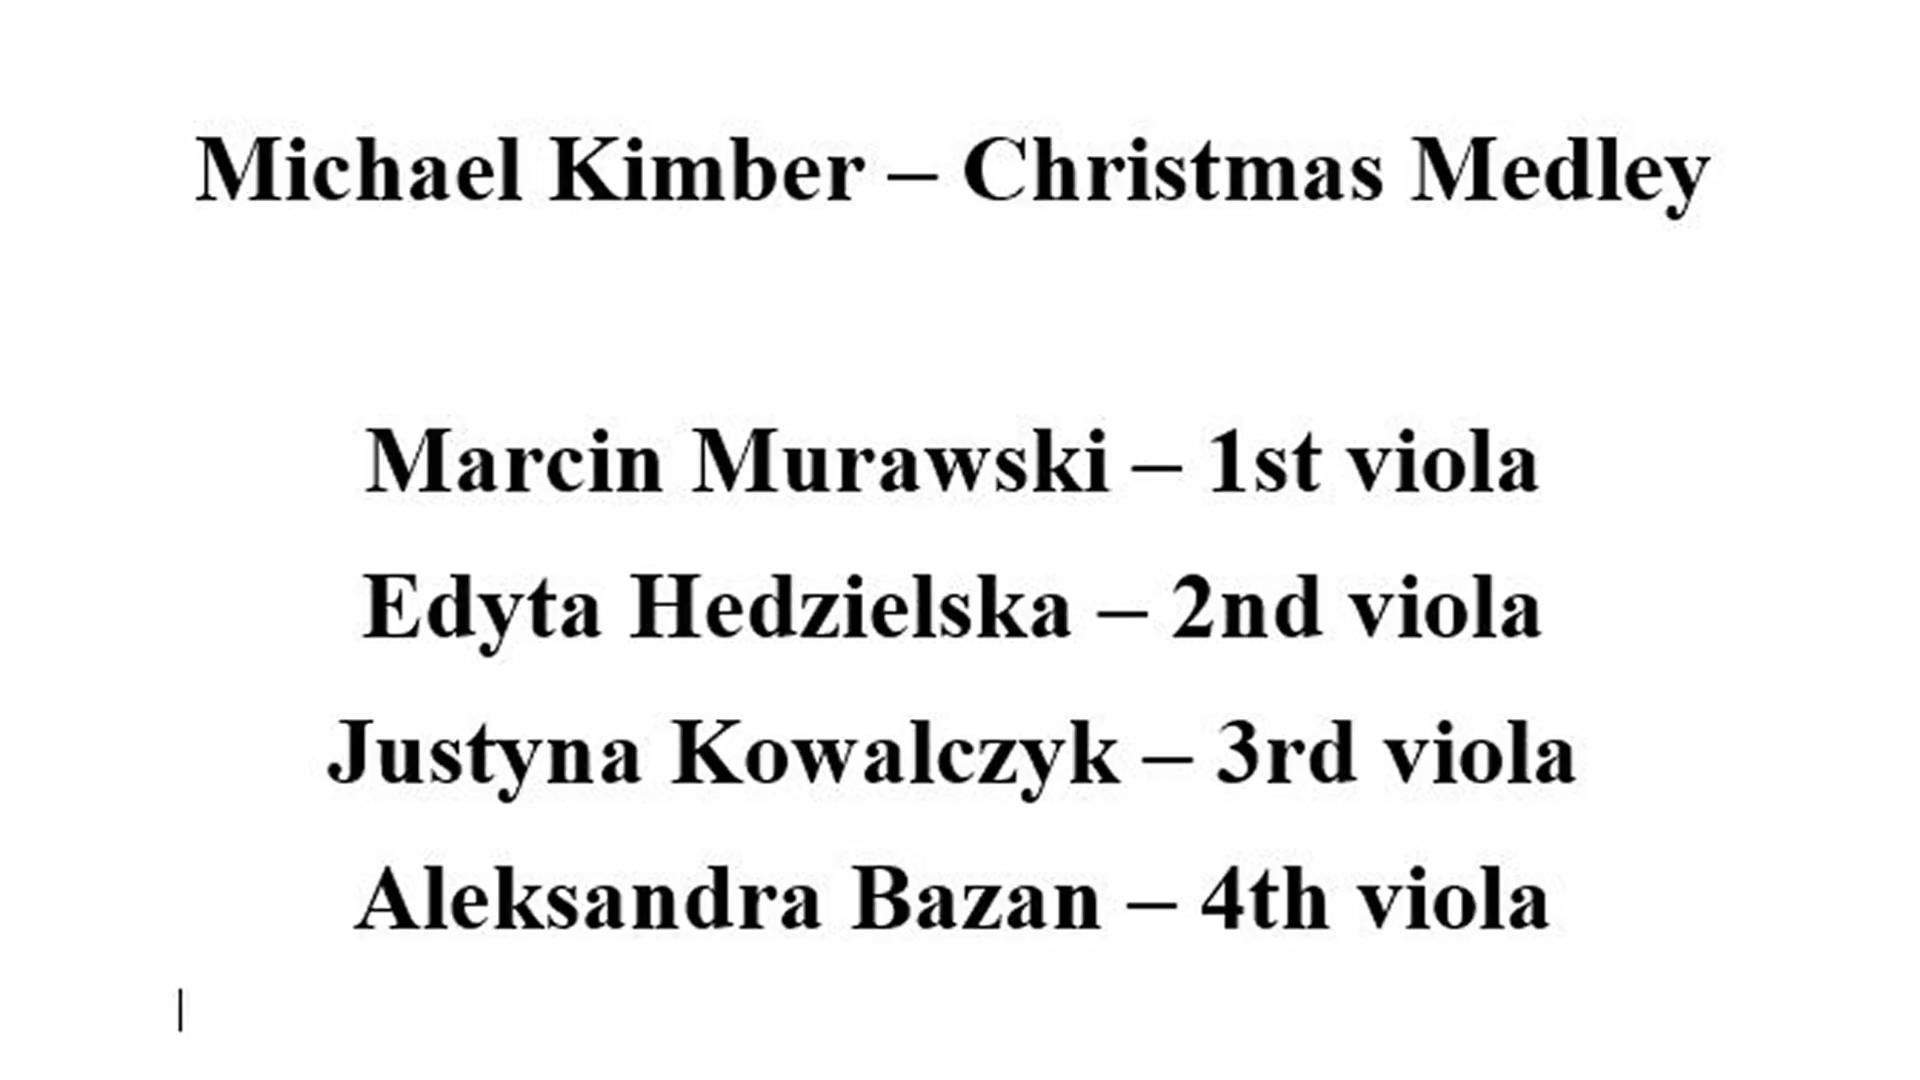 Michael Kimber – Christmas Medley
Marcin Murawski – 1st viola
Edyta Hedzielska – 2nd viola
Justyna Kowalczyk – 3rd viola
Aleksandra Bazan – 4th viola